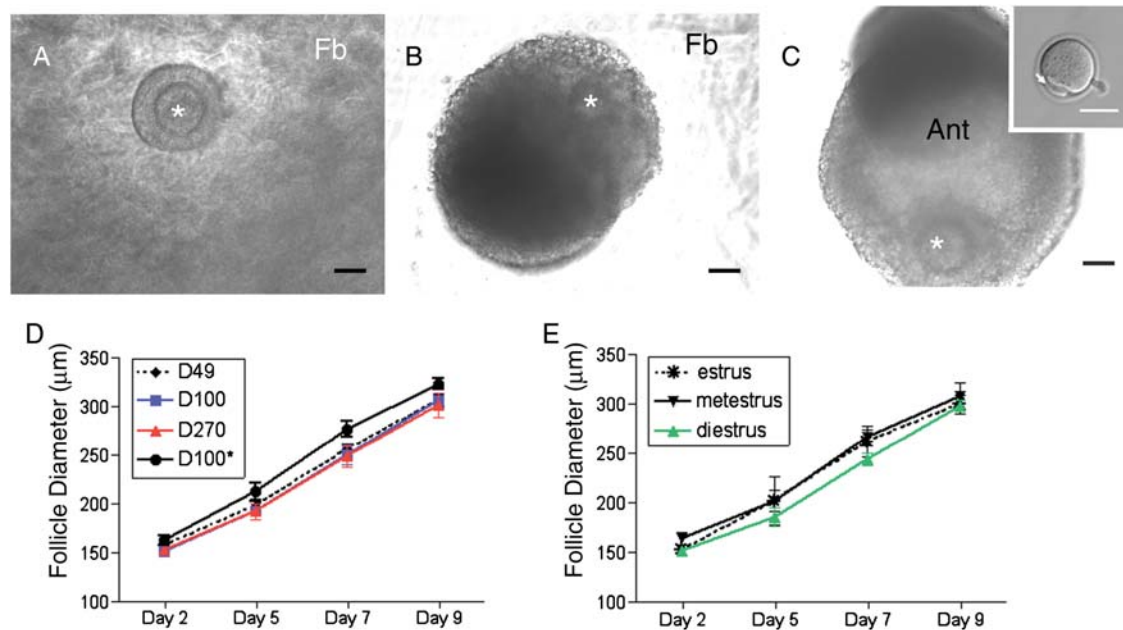 A
Fb
*
B
Fb
*
C
Ant
*
D
Follicle Diameter (µm)
350
300
250
200
150
100
D49
D100
D270
D100*
Day 2
Day 5
Day 7
Day 9
E
Follicle Diameter (µm)
350
300
250
200
150
100
estrus
metestrus
diestrus
Day 2
Day 5
Day 7
Day 9